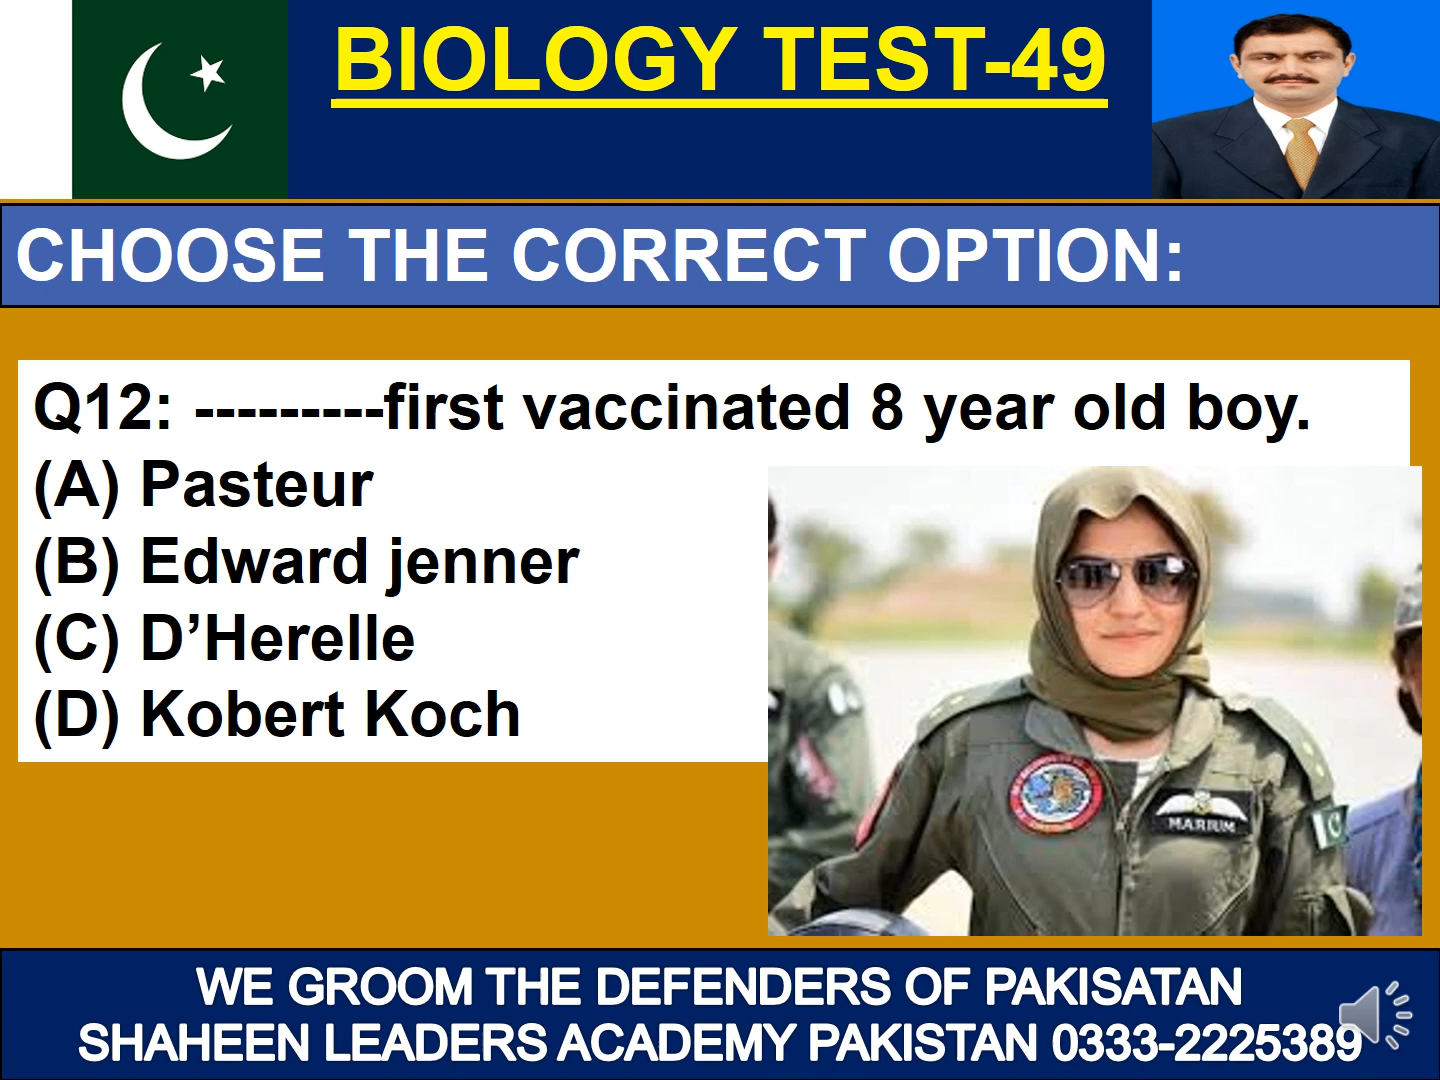 BIOLOGY TEST-49
CHOOSE THE CORRECT OPTION:
Q12: ---------first vaccinated 8 year old boy.
(A) Pasteur
(B) Edward jenner
(C) D’Herelle
(D) Kobert Koch
MARIUM
WE GROOM THE DEFENDERS OF PAKISATAN
SHAHEEN LEADERS ACADEMY PAKISTAN 0333-2225389